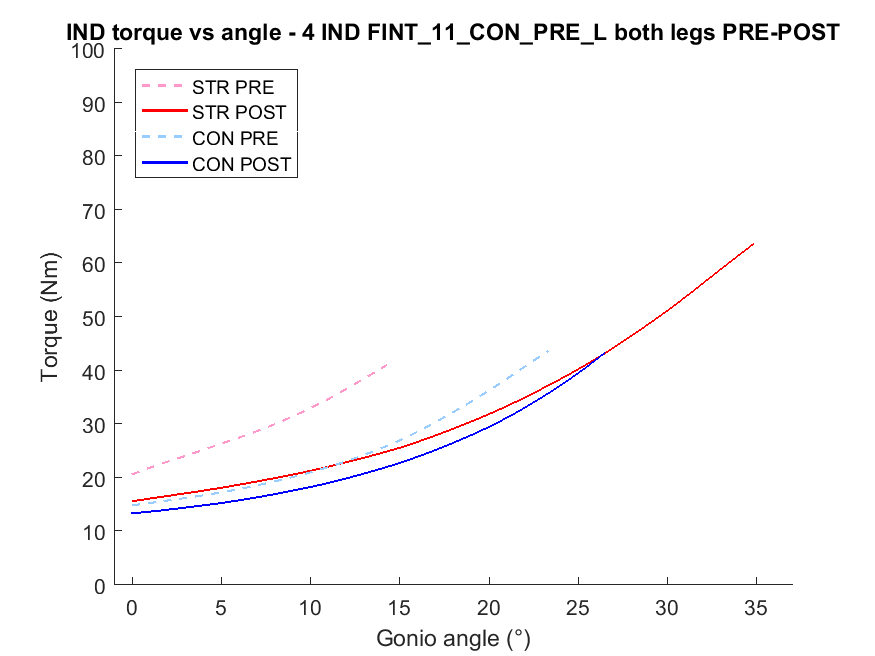 IND torque vs angle - 4 IND FINT_11_CON_PRE_L both legs PRE-POST
100
90
80
70
60
50
40
30
20
10
0
Torque (Nm)
STR PRE
STR POST
CON PRE
CON POST
0 5 10 15 20 25 30 35
Gonio angle (°)